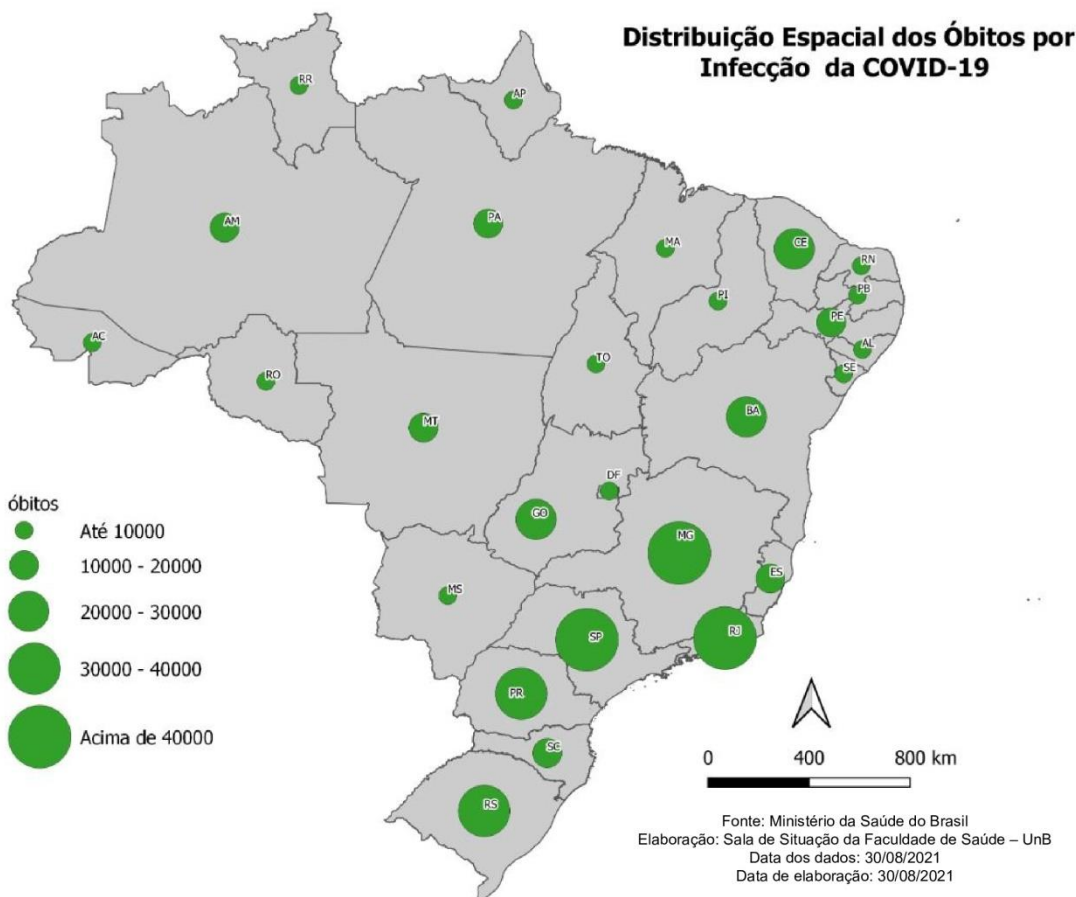 Distribuição Espacial dos Óbitos por
Infecção da COVID-19
RR
AP
AM
PA
MA
CE
RN
PI
PB
PE
AC
TO
AL
RO
SE
MT
BA
DF
GO
MG
MS
ES
SP
RJ
PR
SC
RS
óbitos
Até 10000
10000 - 20000
20000 - 30000
30000 - 40000
Acima de 40000
0 400 800 km
Fonte: Ministério da Saúde do Brasil
Elaboração: Sala de Situação da Faculdade de Saúde – UnB
Data dos dados: 30/08/2021
Data de elaboração: 30/08/2021